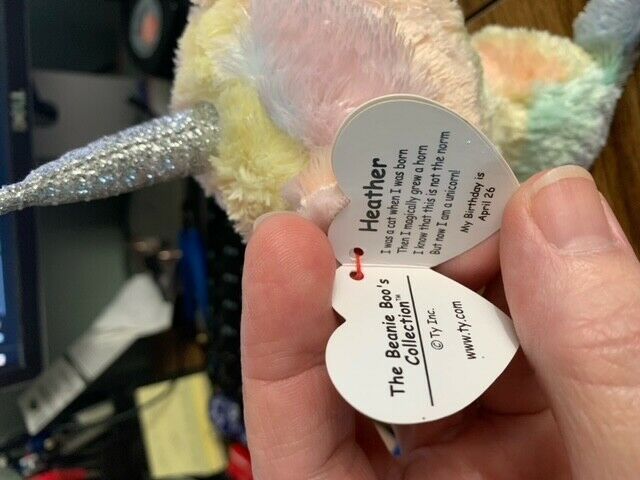 The Beanie Boo's
Collection™
© Ty Inc.
www.ty.com
Heather
I was a cat when I was born
Then I magically grew a horn
I know that this is not the norm
But now I am a unicorn!
My Birthday is
April 26
DELL